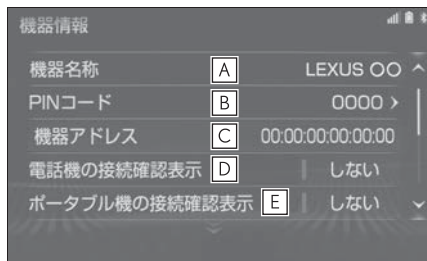 機器情報
機器名称 A LEXUS ○○
PINコード B 0000 >
機器アドレス C 00:00:00:00:00:00
電話機の接続確認表示 D しない
ポータブル機の接続確認表示 E しない